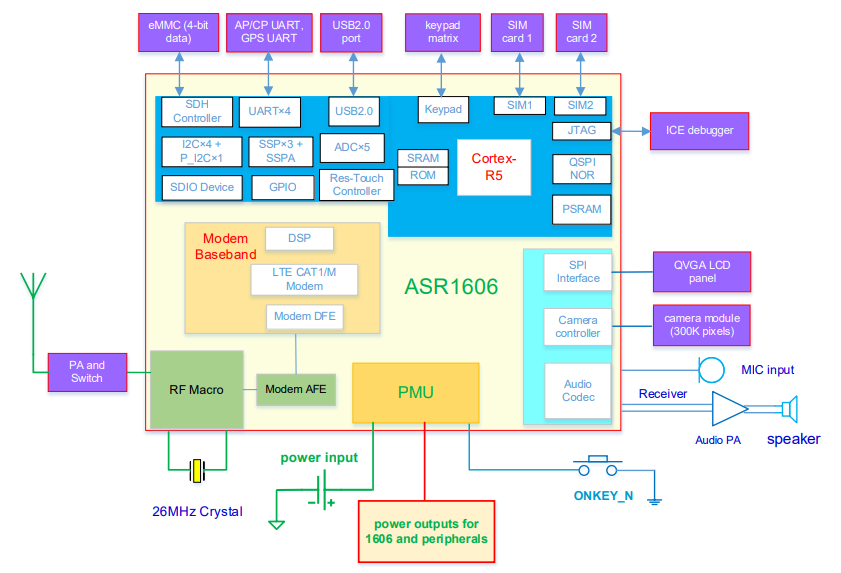 eMMC (4-bit
data)
AP/CP UART,
GPS UART
USB2.0
port
keypad
matrix
SIM
card 1
SIM
card 2
SDH
Controller
UART×4
USB2.0
Keypad
SIM1
SIM2
JTAG
ICE debugger
I2C×4 +
P_I2C×1
SSP×3 +
SSPA
ADC×5
SRAM
ROM
Cortex-
R5
QSPI
NOR
SDIO Device
GPIO
Res-Touch
Controller
PSRAM
Modem
Baseband
DSP
LTE CAT1/M
Modem
Modem DFE
ASR1606
SPI
Interface
QVGA LCD
panel
Camera
controller
camera module
(300K pixels)
PA and
Switch
RF Macro
Modem AFE
PMU
Audio
Codec
MIC input
Receiver
Audio PA
speaker
power input
- +
26MHz Crystal
ONKEY_N
power outputs for
1606 and peripherals